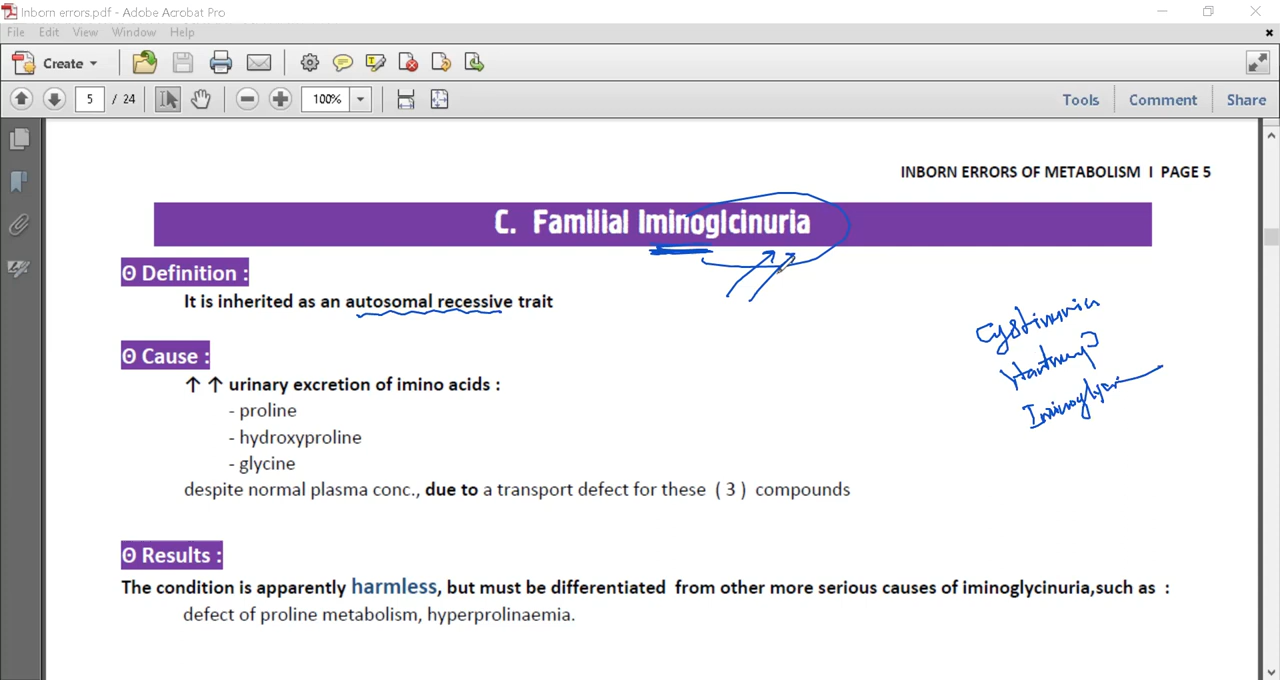 Inborn errors.pdf - Adobe Acrobat Pro
File Edit View Window Help
Create
5 / 24 100% Tools Comment Share
INBORN ERRORS OF METABOLISM I PAGE 5
C. Familial Iminoglcinuria
ʘ Definition :
It is inherited as an autosomal recessive trait
Cystinuria
ʘ Cause :
Hartnup
↑ ↑ urinary excretion of imino acids :
- proline
Iminoglyci
- hydroxyproline
- glycine
despite normal plasma conc., due to a transport defect for these ( 3 ) compounds
ʘ Results :
The condition is apparently harmless, but must be differentiated from other more serious causes of iminoglycinuria,such as :
defect of proline metabolism, hyperprolinaemia.